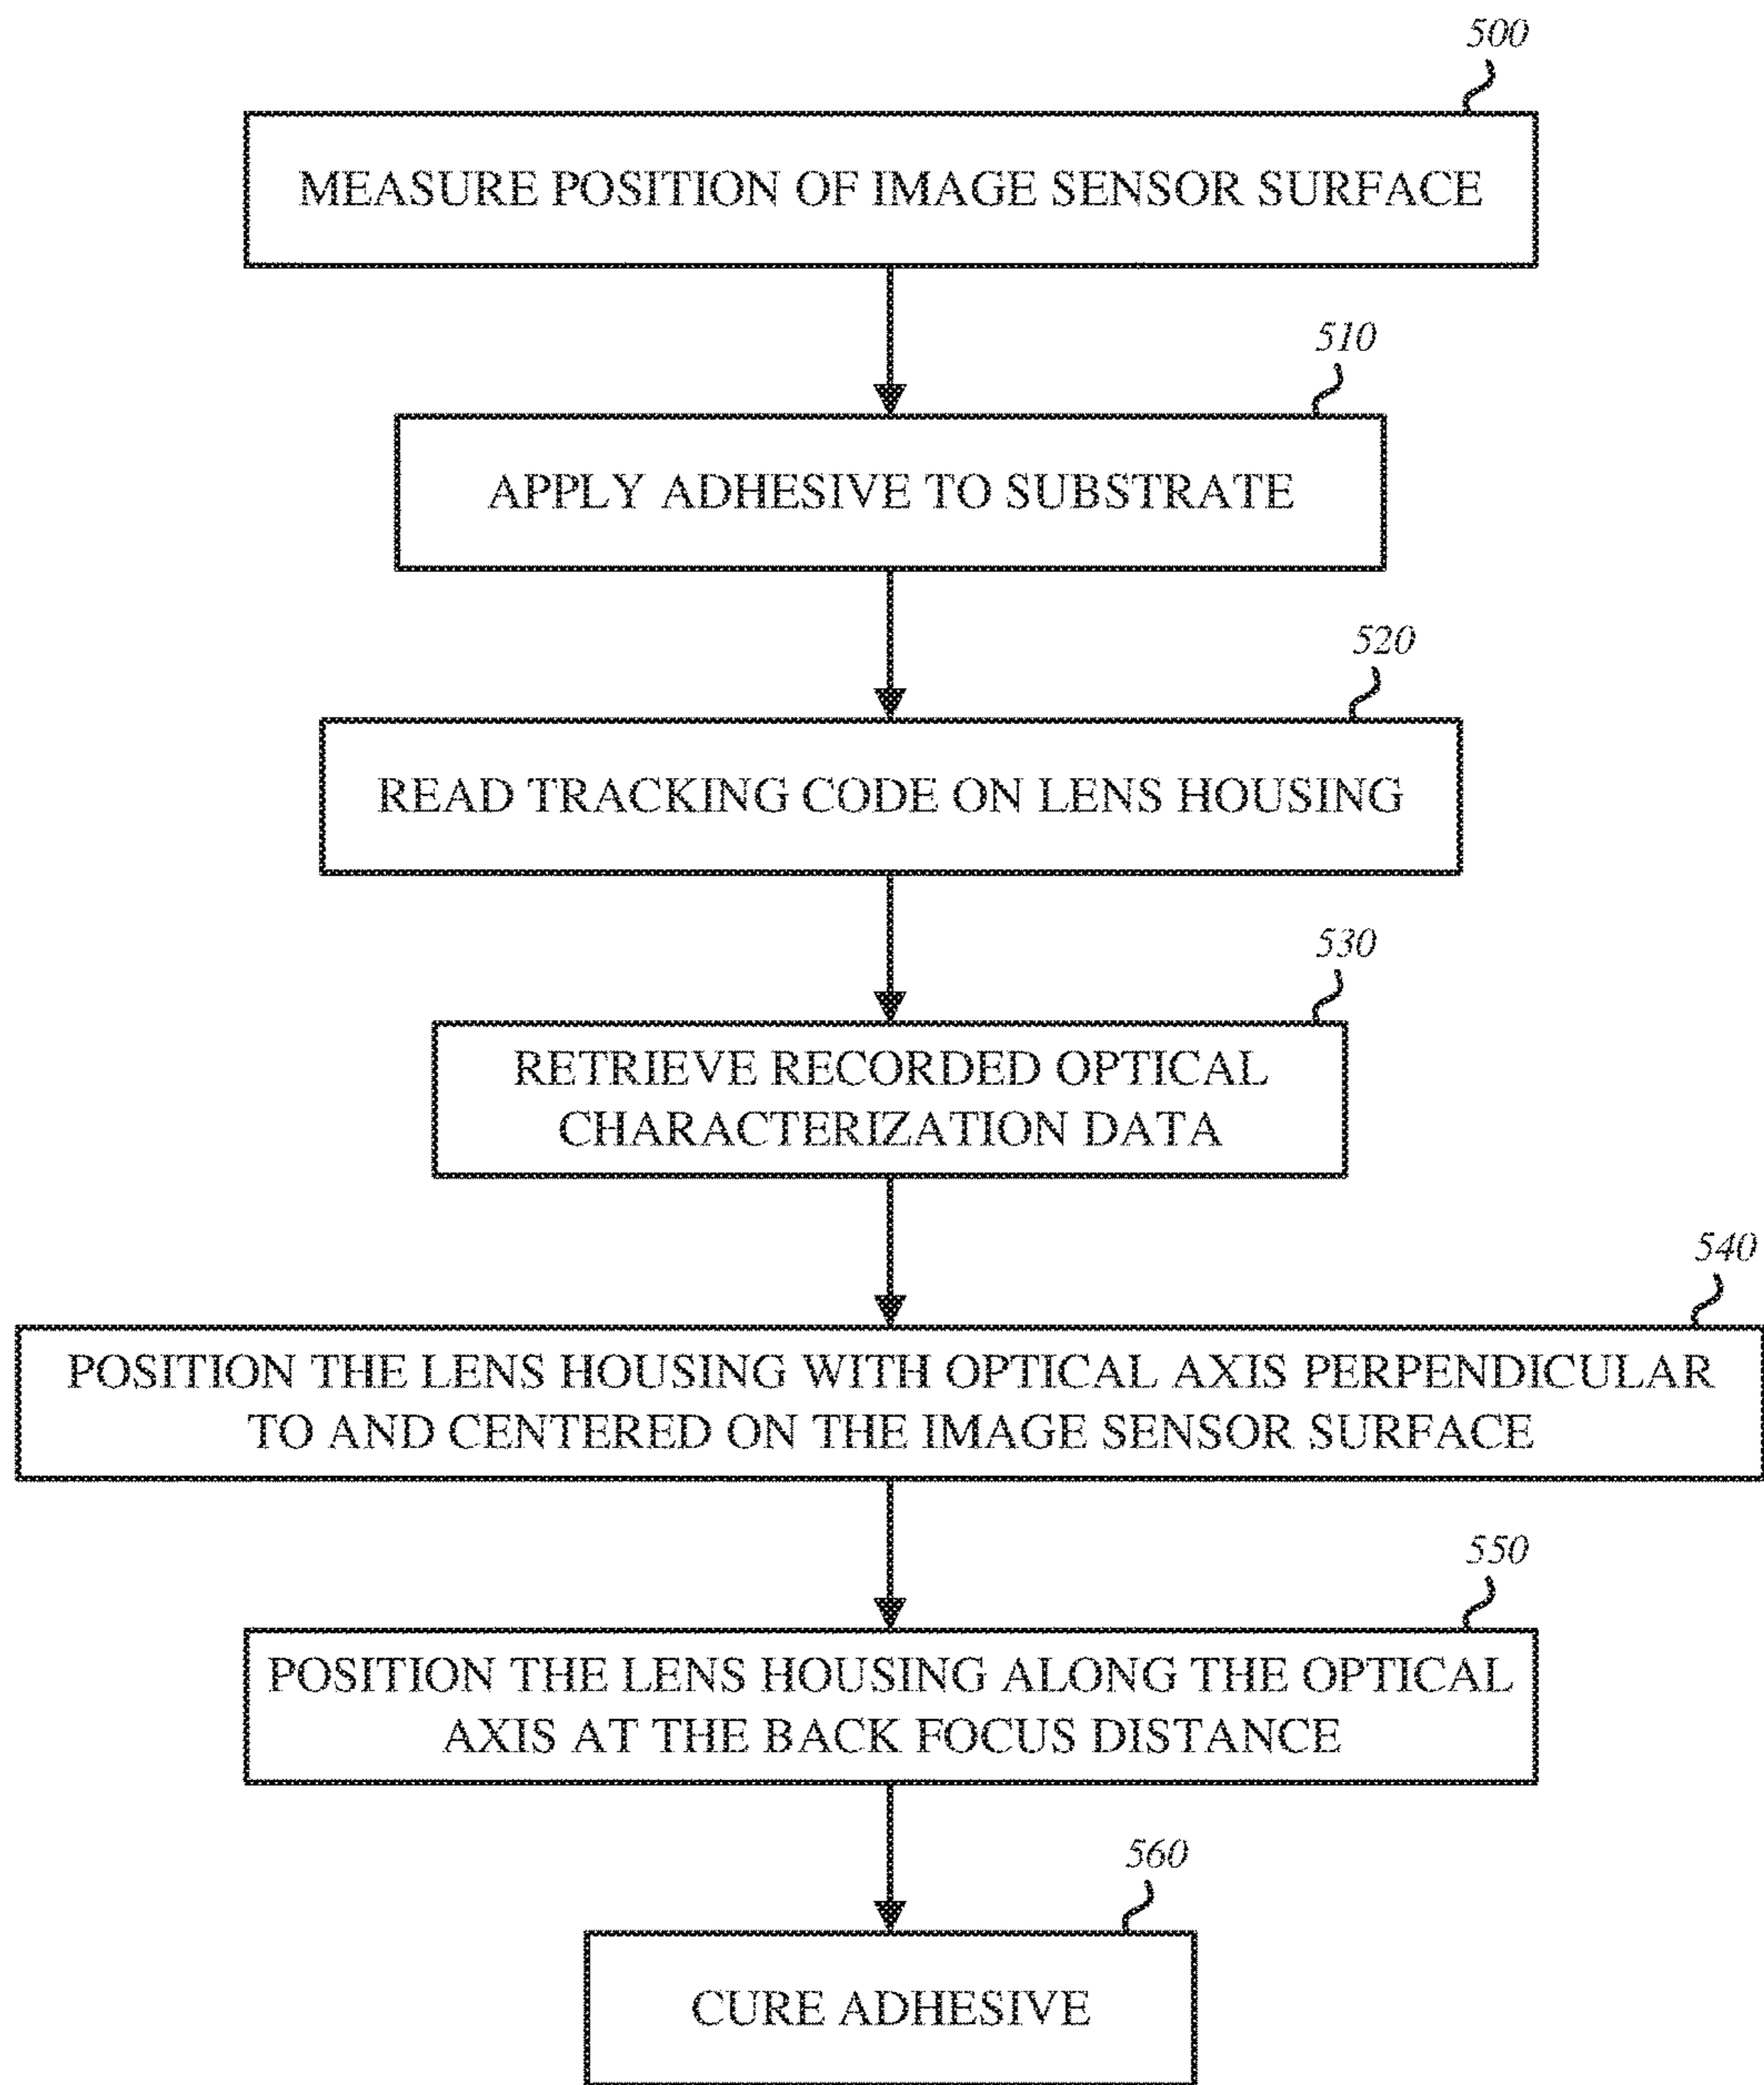 500
MEASURE POSITION OF IMAGE SENSOR SURFACE
510
APPLY ADHESIVE TO SUBSTRATE
520
READ TRACKING CODE ON LENS HOUSING
530
RETRIEVE RECORDED OPTICAL
CHARACTERIZATION DATA
540
POSITION THE LENS HOUSING WITH OPTICAL AXIS PERPENDICULAR
TO AND CENTERED ON THE IMAGE SENSOR SURFACE
550
POSITION THE LENS HOUSING ALONG THE OPTICAL
AXIS AT THE BACK FOCUS DISTANCE
560
CURE ADHESIVE